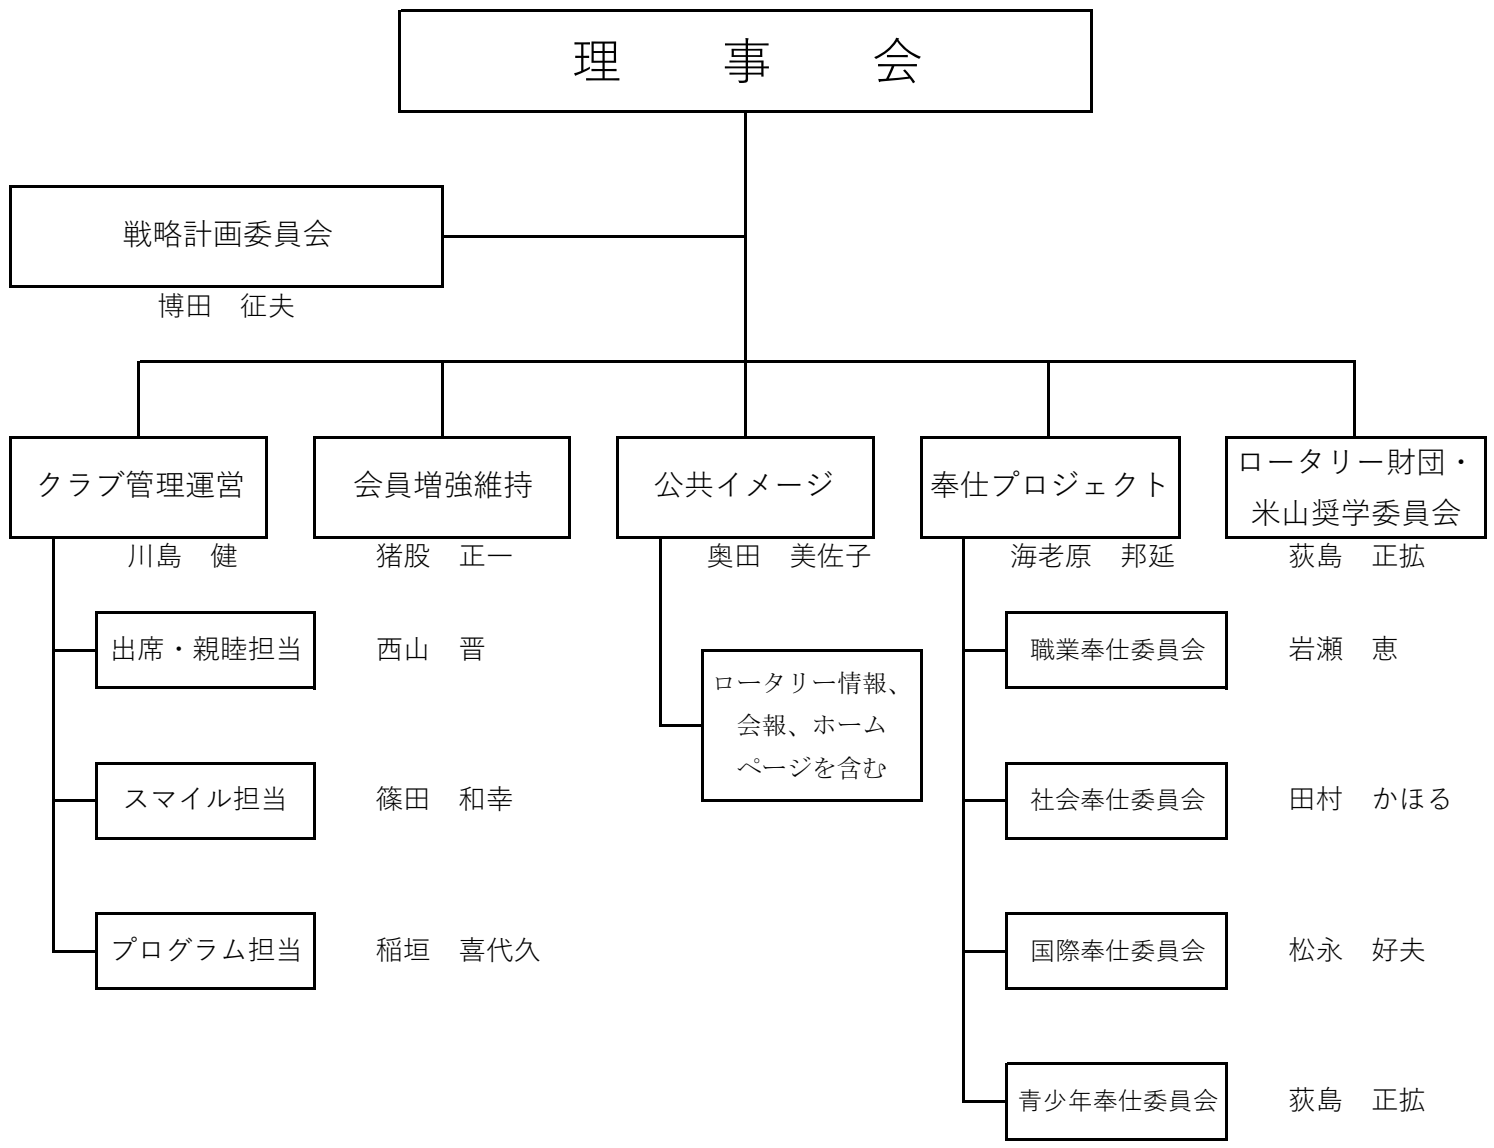 理　事　会
戦略計画委員会
博田　征夫
クラブ管理運営
会員増強維持
公共イメージ
奉仕プロジェクト
ロータリー財団・
米山奨学委員会
川島　健
猪股　正一
奥田　美佐子
海老原　邦延
荻島　正拡
出席・親睦担当
西山　晋
ロータリー情報、
会報、ホーム
ページを含む
職業奉仕委員会
岩瀬　恵
スマイル担当
篠田　和幸
社会奉仕委員会
田村　かほる
プログラム担当
稲垣　喜代久
国際奉仕委員会
松永　好夫
青少年奉仕委員会
荻島　正拡